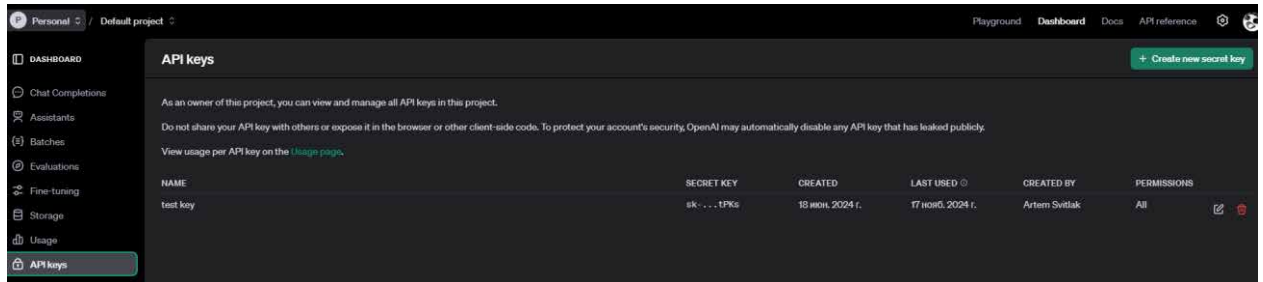 P Personal / Default project
Playground Dashboard Docs API reference
DASHBOARD
Chat Completions
Assistants
Batches
Evaluations
Fine-tuning
Storage
Usage
API keys
API keys
+ Create new secret key
As an owner of this project, you can view and manage all API keys in this project.
Do not share your API key with others or expose it in the browser or other client-side code. To protect your account's security, OpenAI may automatically disable any API key that has leaked publicly.
View usage per API key on the Usage page.
NAME SECRET KEY CREATED LAST USED CREATED BY PERMISSIONS
test key sk-...tPKs 18 июн. 2024 г. 17 нояб. 2024 г. Artem Svitlak All